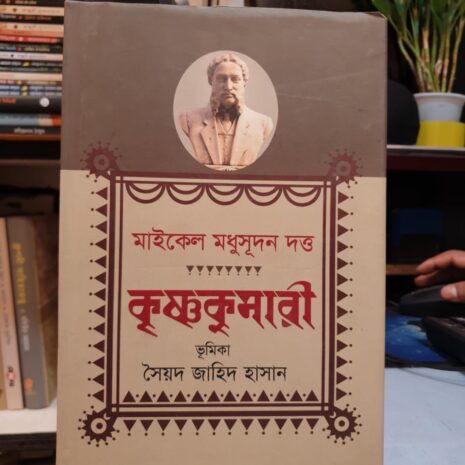 মাইকেল মধুসূদন দত্ত
কৃষ্ণকুমারী
ভূমিকা
সৈয়দ জাহিদ হাসান